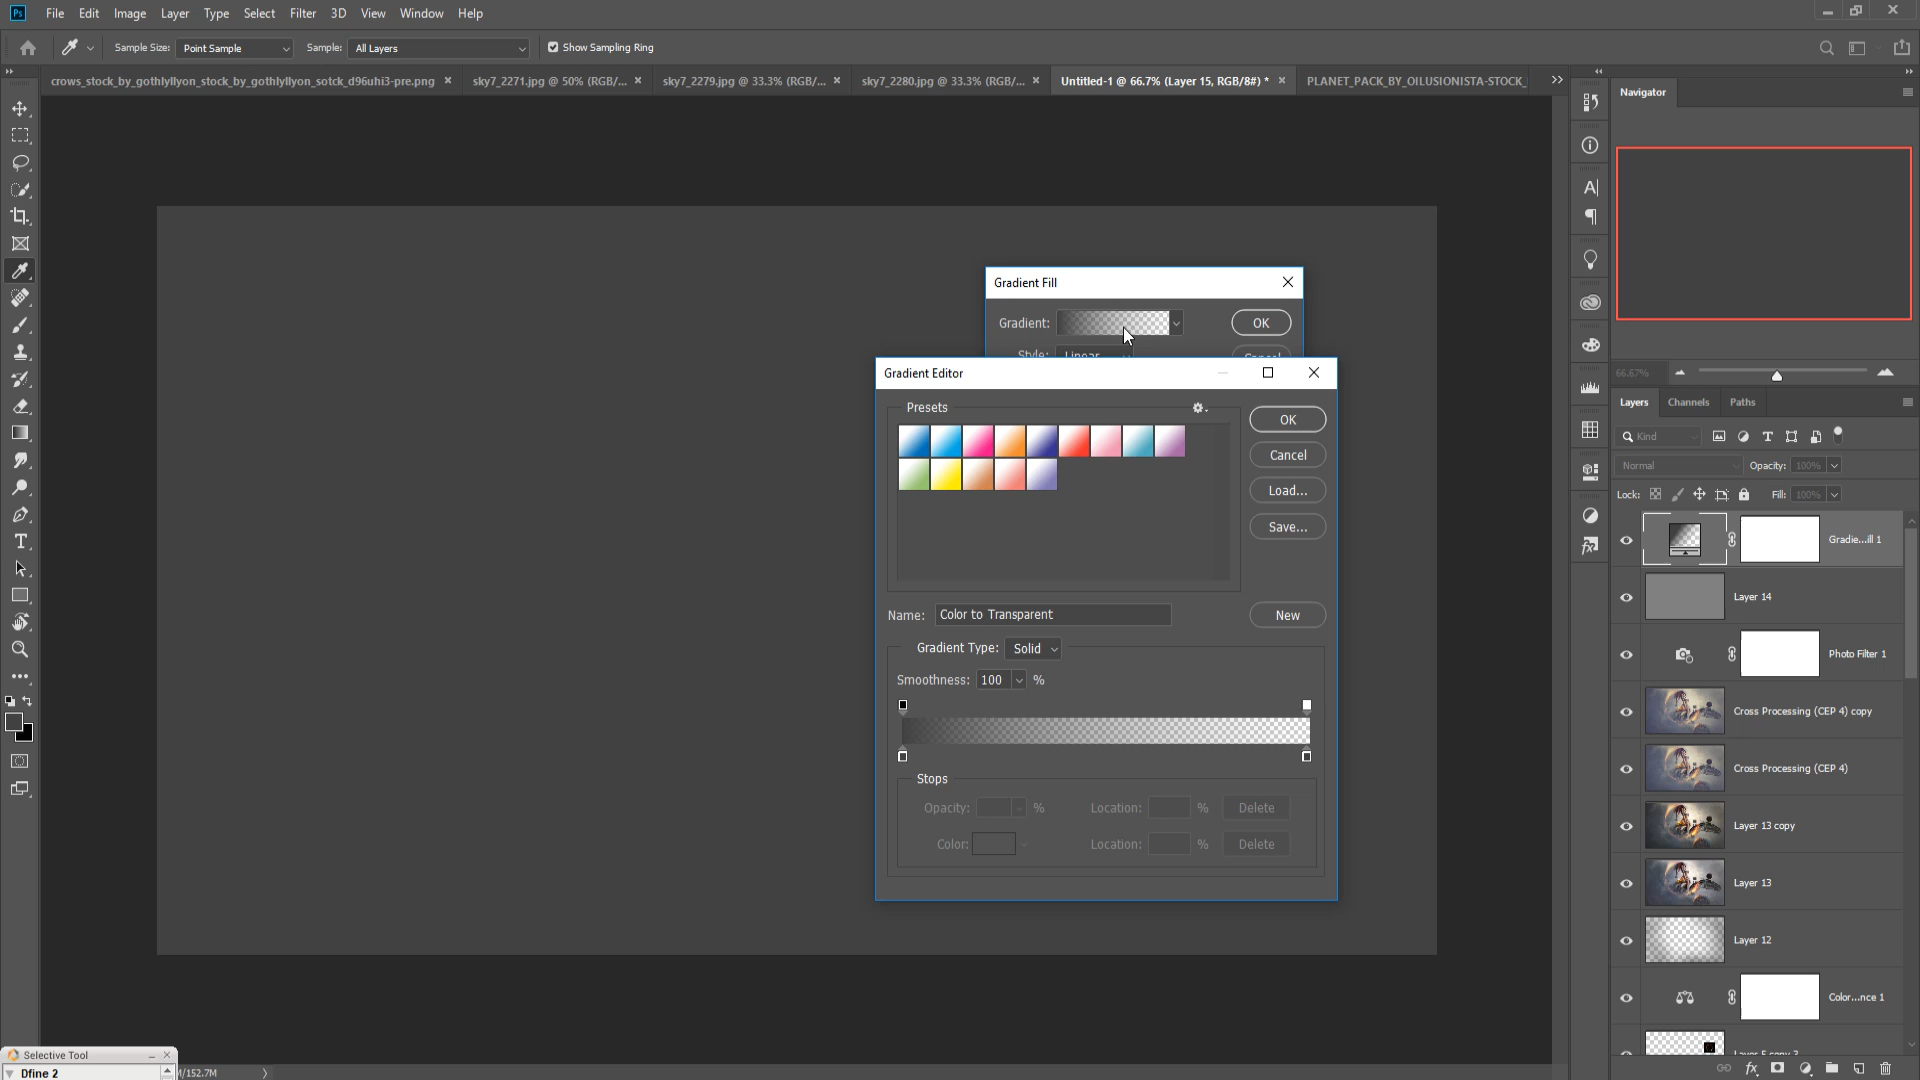 Ps File Edit Image Layer Type Select Filter 3D View Window Help
Sample Size: Point Sample Sample: All Layers Show Sampling Ring
crows_stock_by_gothlyllyon_stock_by_gothlyllyon_sotck_d96uhi3-pre.png × sky7_2271.jpg @ 50% (RGB/... × sky7_2279.jpg @ 33.3% (RGB/... × sky7_2280.jpg @ 33.3% (RGB/... × Untitled-1 @ 66.7% (Layer 15, RGB/8#) * × PLANET_PACK_BY_OILUSIONISTA-STOCK_
Navigator
66.67%
Gradient Fill
Gradient: OK
Style: Linear Cancel
Gradient Editor
Presets
OK
Cancel
Load...
Save...
Name: Color to Transparent New
Gradient Type: Solid
Smoothness: 100 %
Stops
Opacity: % Location: % Delete
Color: Location: % Delete
Layers Channels Paths
Kind
Normal Opacity: 100%
Lock: Fill: 100%
Gradie...ill 1
Layer 14
Photo Filter 1
Cross Processing (CEP 4) copy
Cross Processing (CEP 4)
Layer 13 copy
Layer 13
Layer 12
Color...nce 1
Selective Tool
Dfine 2
M/152.7M